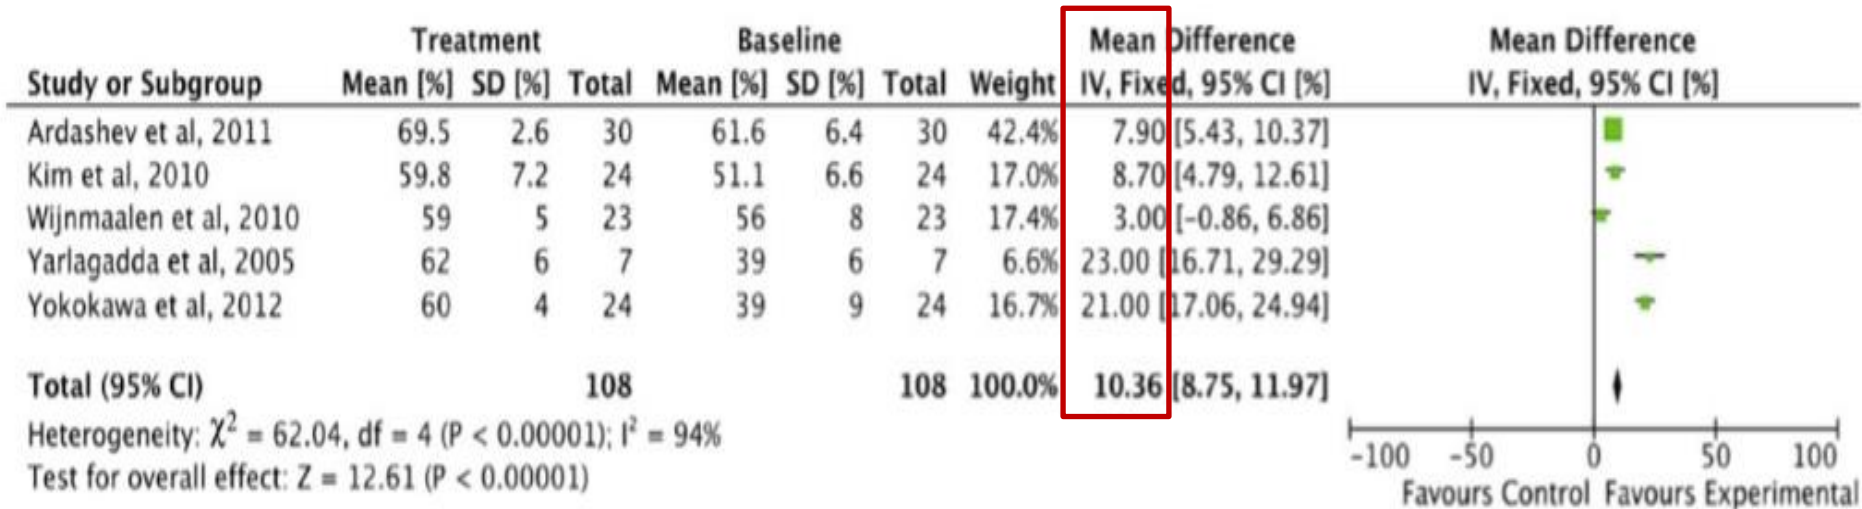 Treatment Baseline Mean Difference Mean Difference
Study or Subgroup Mean [%] SD [%] Total Mean [%] SD [%] Total Weight IV, Fixed, 95% CI [%] IV, Fixed, 95% CI [%]
Ardashev et al, 2011 69.5 2.6 30 61.6 6.4 30 42.4% 7.90 [5.43, 10.37]
Kim et al, 2010 59.8 7.2 24 51.1 6.6 24 17.0% 8.70 [4.79, 12.61]
Wijnmaalen et al, 2010 59 5 23 56 8 23 17.4% 3.00 [-0.86, 6.86]
Yarlagadda et al, 2005 62 6 7 39 6 7 6.6% 23.00 [16.71, 29.29]
Yokokawa et al, 2012 60 4 24 39 9 24 16.7% 21.00 [17.06, 24.94]
Total (95% CI) 108 108 100.0% 10.36 [8.75, 11.97]
Heterogeneity: χ² = 62.04, df = 4 (P < 0.00001); I² = 94%
Test for overall effect: Z = 12.61 (P < 0.00001)
-100 -50 0 50 100
Favours Control Favours Experimental